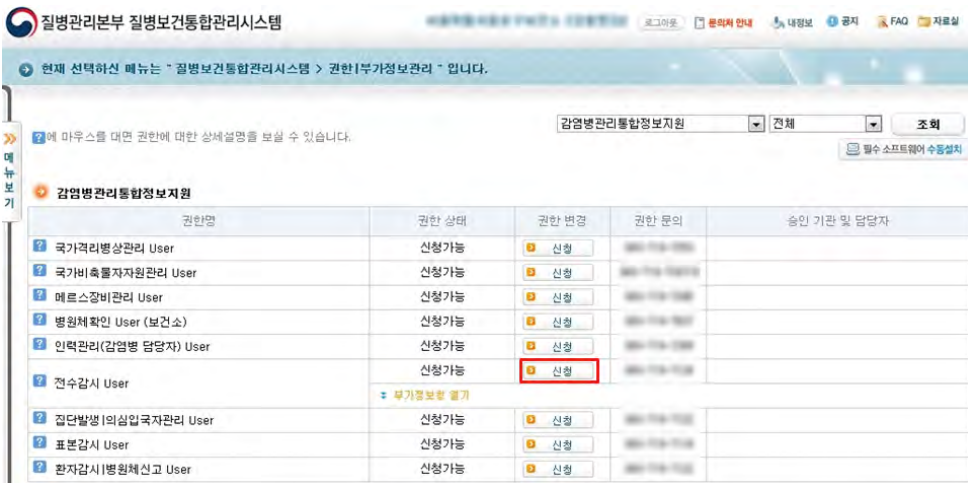 질병관리본부 질병보건통합관리시스템
로그아웃 문의처 안내 내정보 공지 FAQ 자료실
현재 선택하신 메뉴는 " 질병보건통합관리시스템 > 권한|부가정보관리 " 입니다.
메뉴보기
?에 마우스를 대면 권한에 대한 상세설명을 보실 수 있습니다.
감염병관리통합정보지원 전체 조회
필수 소프트웨어 수동설치
감염병관리통합정보지원
권한명 권한 상태 권한 변경 권한 문의 승인 기관 및 담당자
? 국가격리병상관리 User 신청가능 신청
? 국가비축물자자원관리 User 신청가능 신청
? 메르스장비관리 User 신청가능 신청
? 병원체확인 User (보건소) 신청가능 신청
? 인력관리(감염병 담당자) User 신청가능 신청
? 전수감시 User 신청가능 신청
부가정보항 열기
? 집단발생|의심입국자관리 User 신청가능 신청
? 표본감시 User 신청가능 신청
? 환자감시|병원체신고 User 신청가능 신청